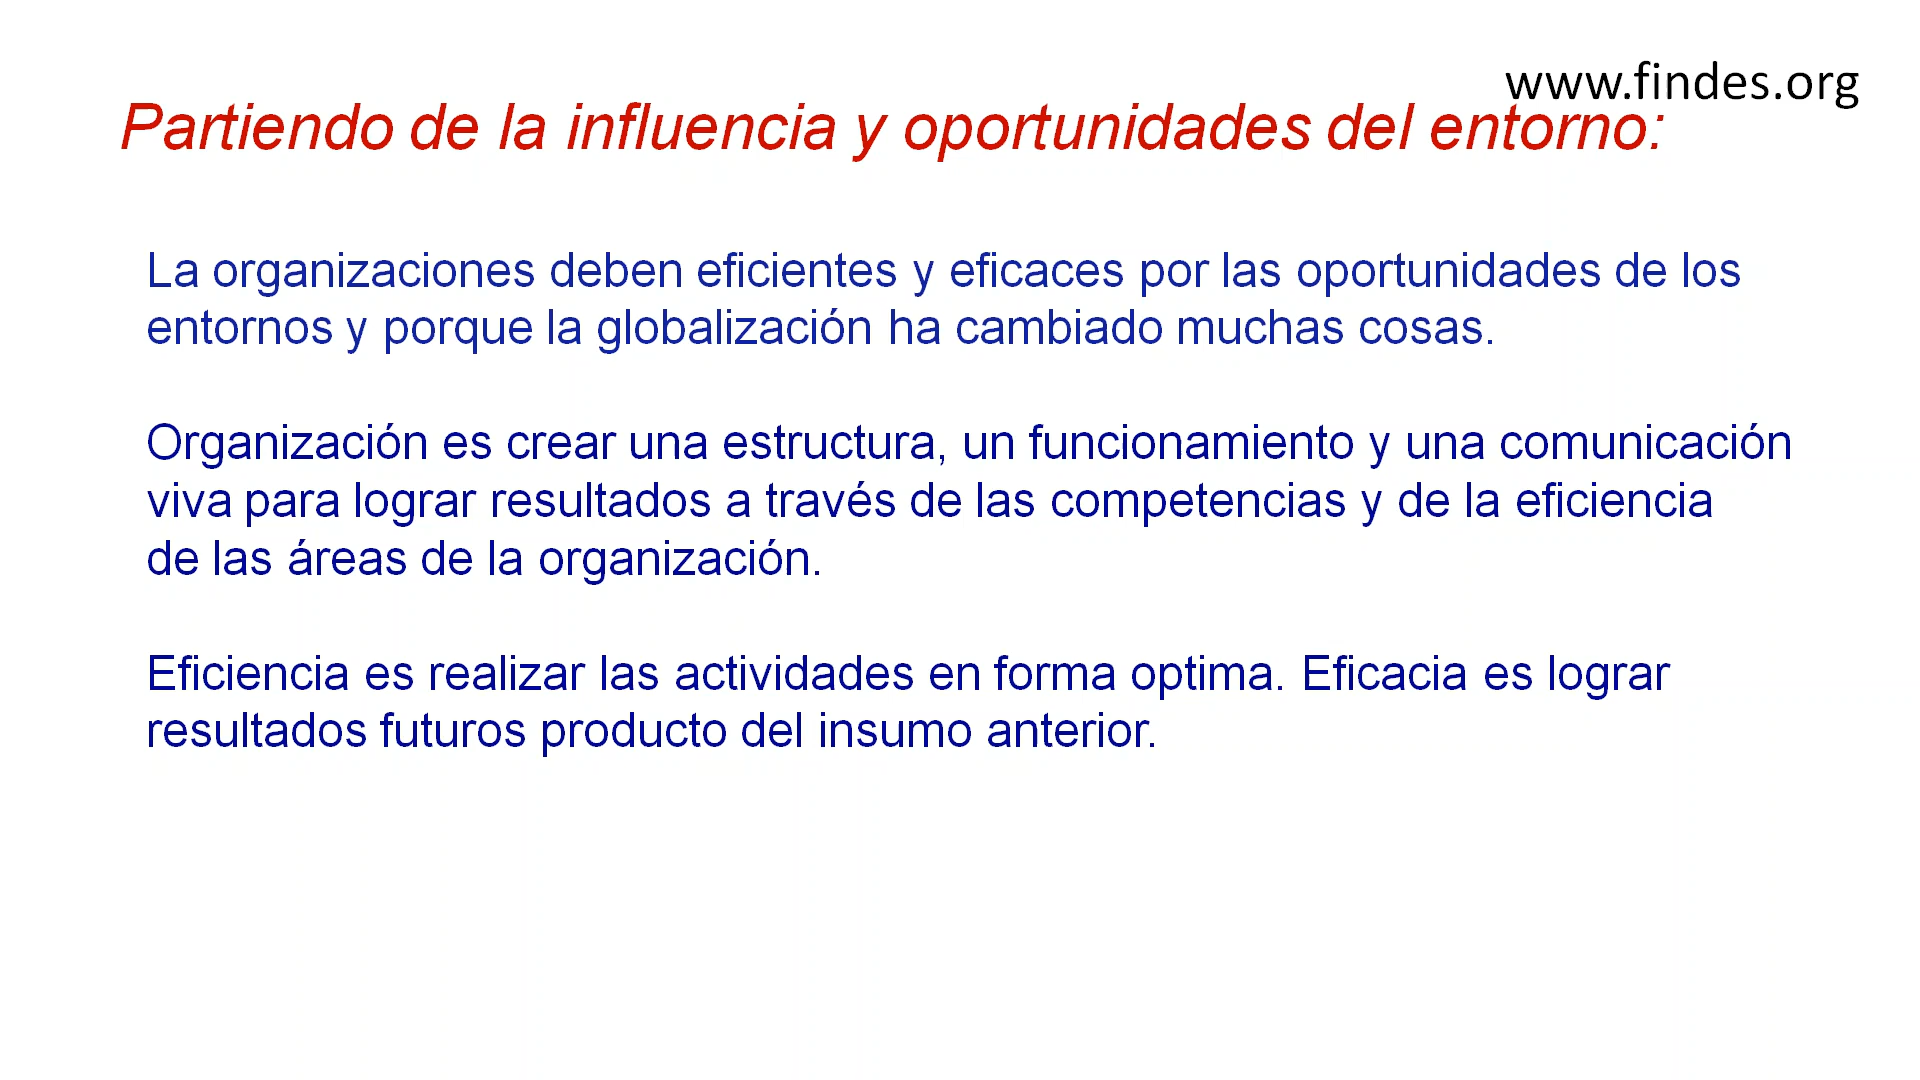 www.findes.org
Partiendo de la influencia y oportunidades del entorno:
La organizaciones deben eficientes y eficaces por las oportunidades de los
entornos y porque la globalización ha cambiado muchas cosas.
Organización es crear una estructura, un funcionamiento y una comunicación
viva para lograr resultados a través de las competencias y de la eficiencia
de las áreas de la organización.
Eficiencia es realizar las actividades en forma optima. Eficacia es lograr
resultados futuros producto del insumo anterior.